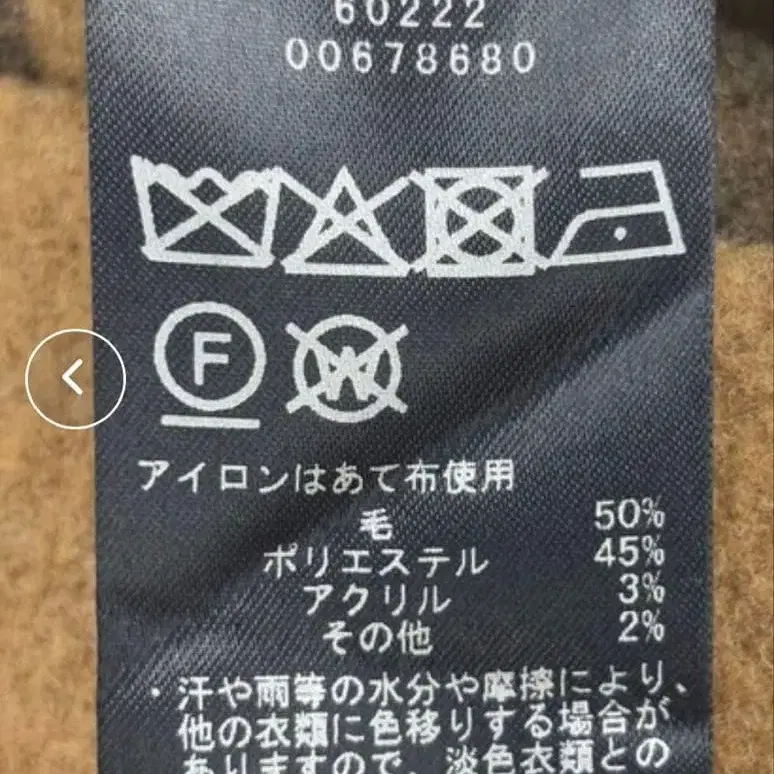 60222
00678680
F
W
アイロンはあて布使用
毛 50%
ポリエステル 45%
アクリル 3%
その他 2%
・汗や雨等の水分や摩擦により、
他の衣類に色移りする場合が
ありますので、淡色衣類との